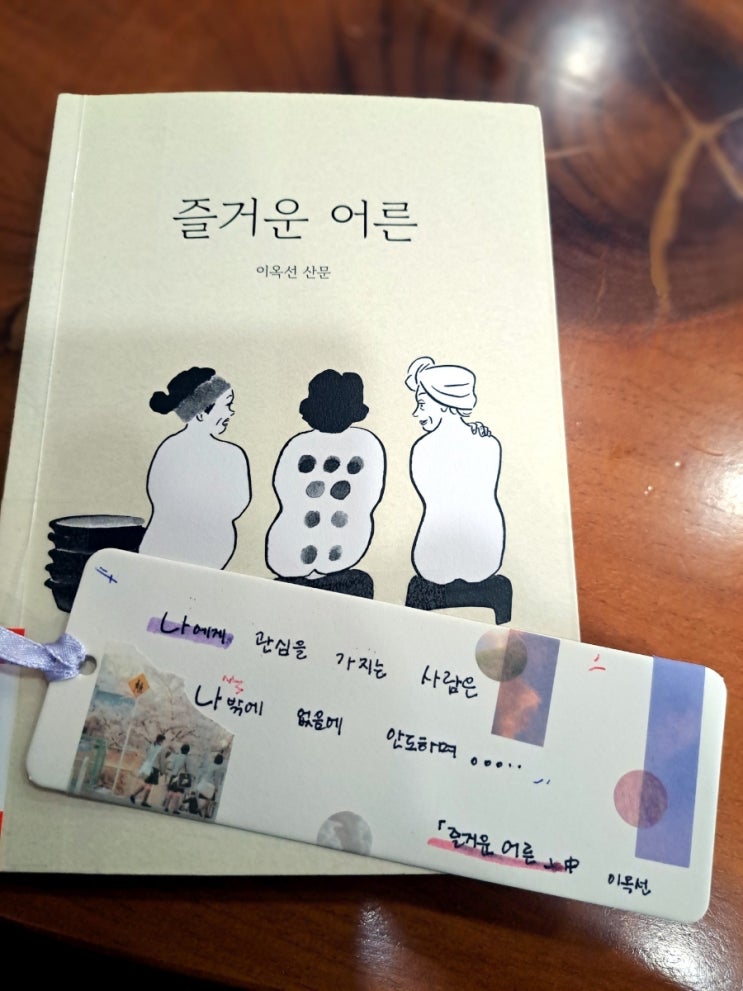 즐거운 어른
이옥선 산문
나에게 관심을 가지는 사람은
나 밖에 없음에 안도하며 ......
「즐거운 어른」 中
이옥선